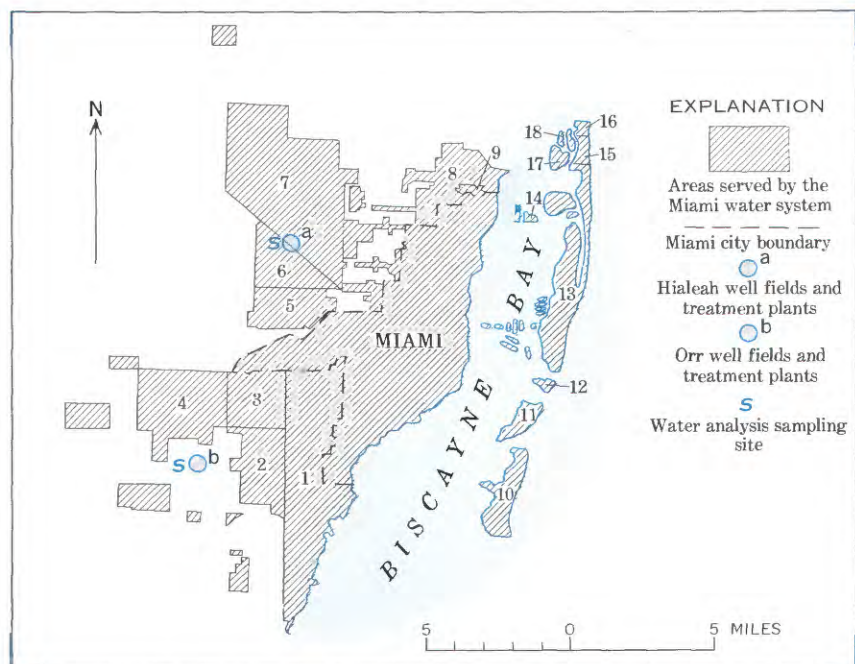 N
EXPLANATION
Areas served by the
Miami water system
Miami city boundary
a
Hialeah well fields and
treatment plants
b
Orr well fields and
treatment plants
S
Water analysis sampling
site
16
18
15
17
9
8
7
14
S a
6
5
13
MIAMI
BISCAYNE BAY
12
4
3
11
S b
2
1
10
5 0 5 MILES